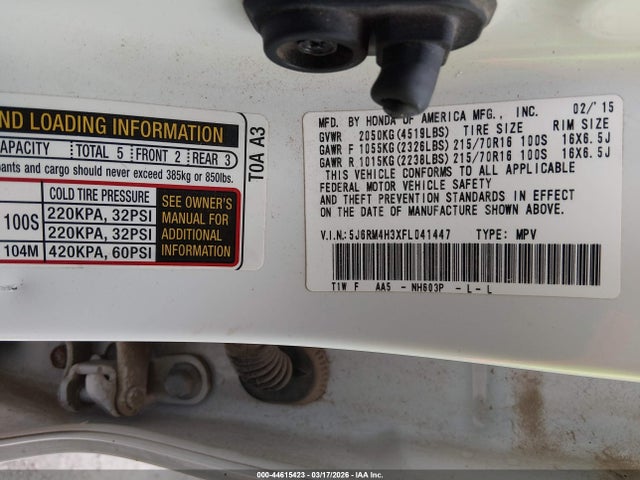 ND LOADING INFORMATION
APACITY TOTAL 5 FRONT 2 REAR 3
nants and cargo should never exceed 385kg or 850lbs.
COLD TIRE PRESSURE
100S 220KPA, 32PSI
220KPA, 32PSI
104M 420KPA, 60PSI
SEE OWNER'S
MANUAL FOR
ADDITIONAL
INFORMATION
T0A A3
MFD. BY HONDA OF AMERICA MFG., INC. 02/'15
GVWR 2050KG(4519LBS) TIRE SIZE RIM SIZE
GAWR F 1055KG(2326LBS) 215/70R16 100S 16X6.5J
GAWR R 1015KG(2238LBS) 215/70R16 100S 16X6.5J
THIS VEHICLE CONFORMS TO ALL APPLICABLE
FEDERAL MOTOR VEHICLE SAFETY
AND THEFT PREVENTION STANDARDS IN EFFECT
ON THE DATE OF MANUFACTURE SHOWN ABOVE.
V.I.N.:5J6RM4H3XFL041447 TYPE: MPV
T1W F AA5 - NH603P - L - L
000-44615423 - 03/17/2026 - IAA Inc.